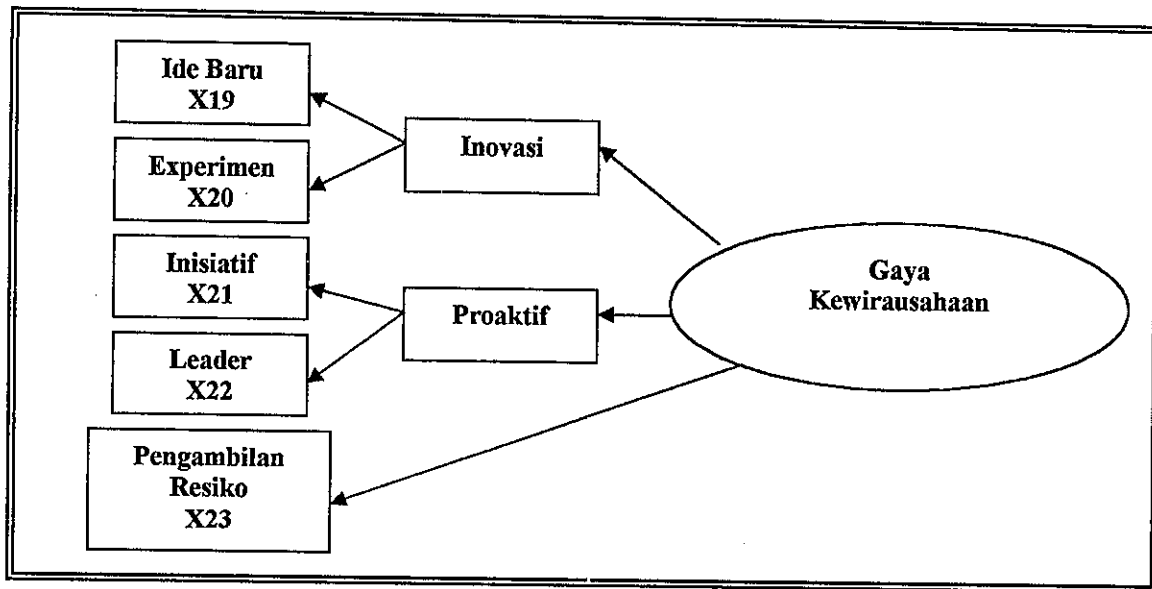 Ide Baru
X19
Experimen
X20
Inisiatif
X21
Leader
X22
Pengambilan
Resiko
X23
Inovasi
Proaktif
Gaya
Kewirausahaan